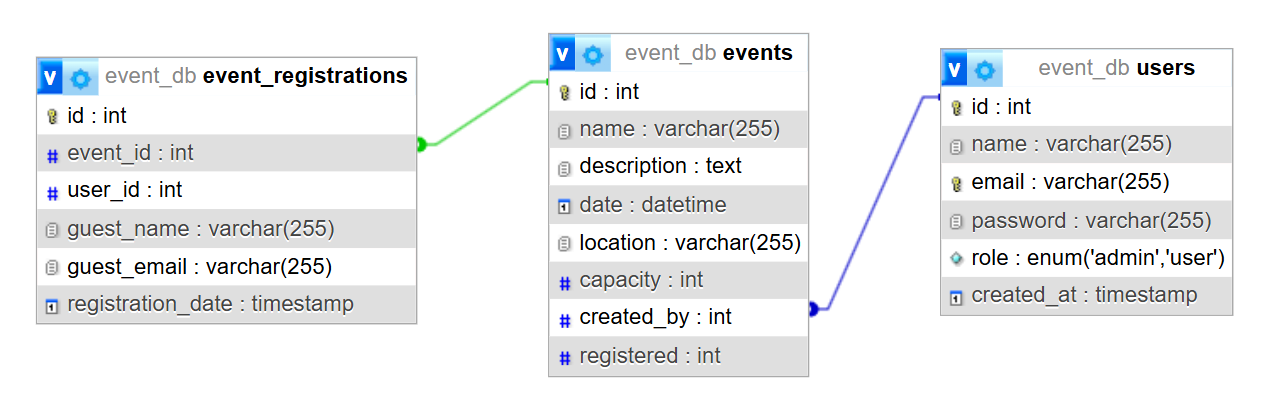 v event_db event_registrations
id : int
event_id : int
user_id : int
guest_name : varchar(255)
guest_email : varchar(255)
registration_date : timestamp
v event_db events
id : int
name : varchar(255)
description : text
date : datetime
location : varchar(255)
capacity : int
created_by : int
registered : int
v event_db users
id : int
name : varchar(255)
email : varchar(255)
password : varchar(255)
role : enum('admin','user')
created_at : timestamp